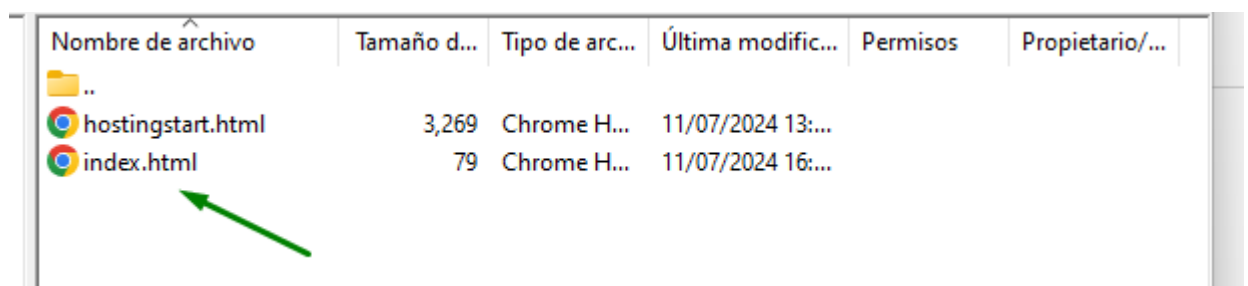 Nombre de archivo Tamaño d... Tipo de arc... Última modific... Permisos Propietario/...
..
hostingstart.html 3,269 Chrome H... 11/07/2024 13:...
index.html 79 Chrome H... 11/07/2024 16:...